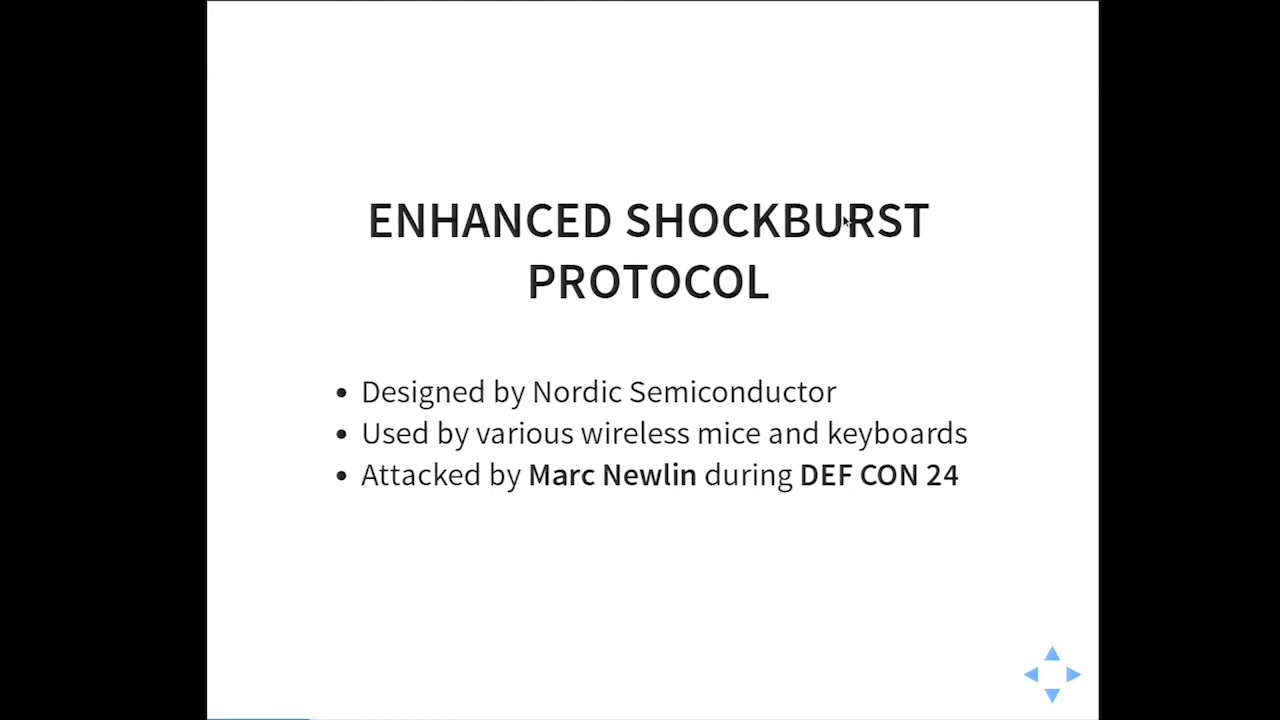 ENHANCED SHOCKBURST
PROTOCOL
• Designed by Nordic Semiconductor
• Used by various wireless mice and keyboards
• Attacked by Marc Newlin during DEF CON 24